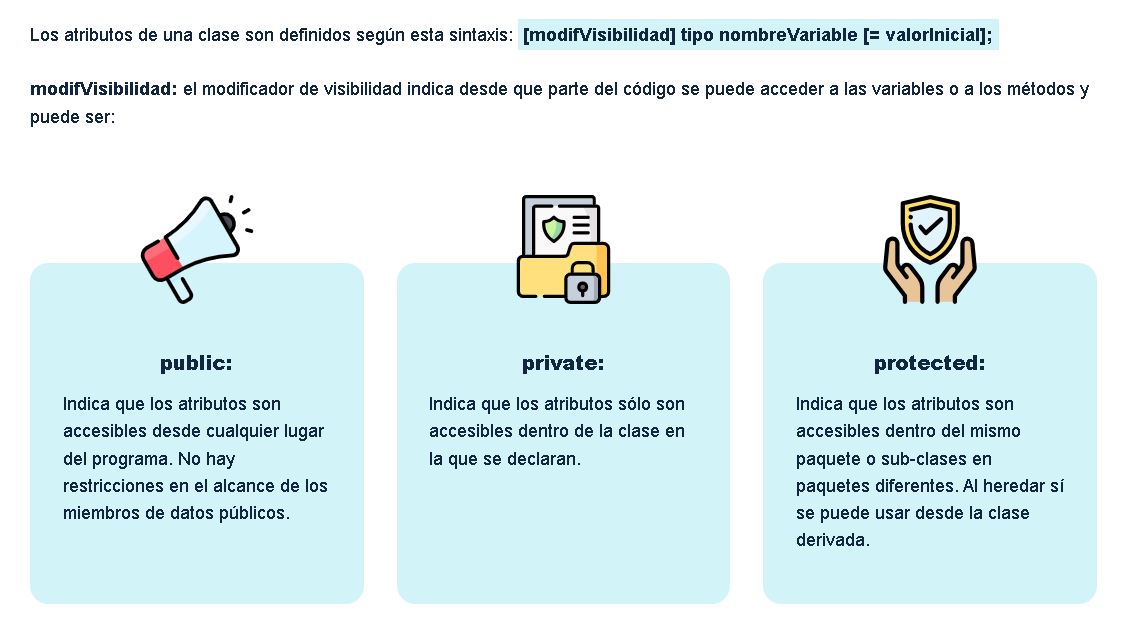 Los atributos de una clase son definidos según esta sintaxis: [modifVisibilidad] tipo nombreVariable [= valorInicial];
modifVisibilidad: el modificador de visibilidad indica desde que parte del código se puede acceder a las variables o a los métodos y
puede ser:
public:
Indica que los atributos son
accesibles desde cualquier lugar
del programa. No hay
restricciones en el alcance de los
miembros de datos públicos.
private:
Indica que los atributos sólo son
accesibles dentro de la clase en
la que se declaran.
protected:
Indica que los atributos son
accesibles dentro del mismo
paquete o sub-clases en
paquetes diferentes. Al heredar sí
se puede usar desde la clase
derivada.